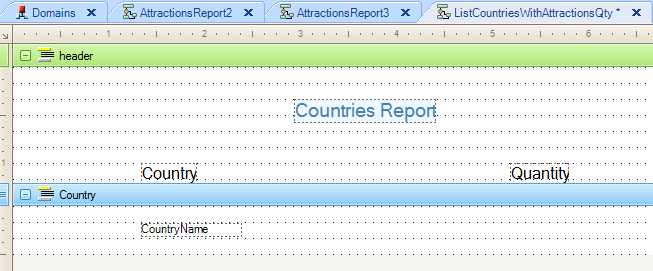 Domains AttractionsReport2 AttractionsReport3 ListCountriesWithAttractionsQty *
1 2 3 4 5 6
header
Countries Report
1
Country Quantity
Country
CountryName